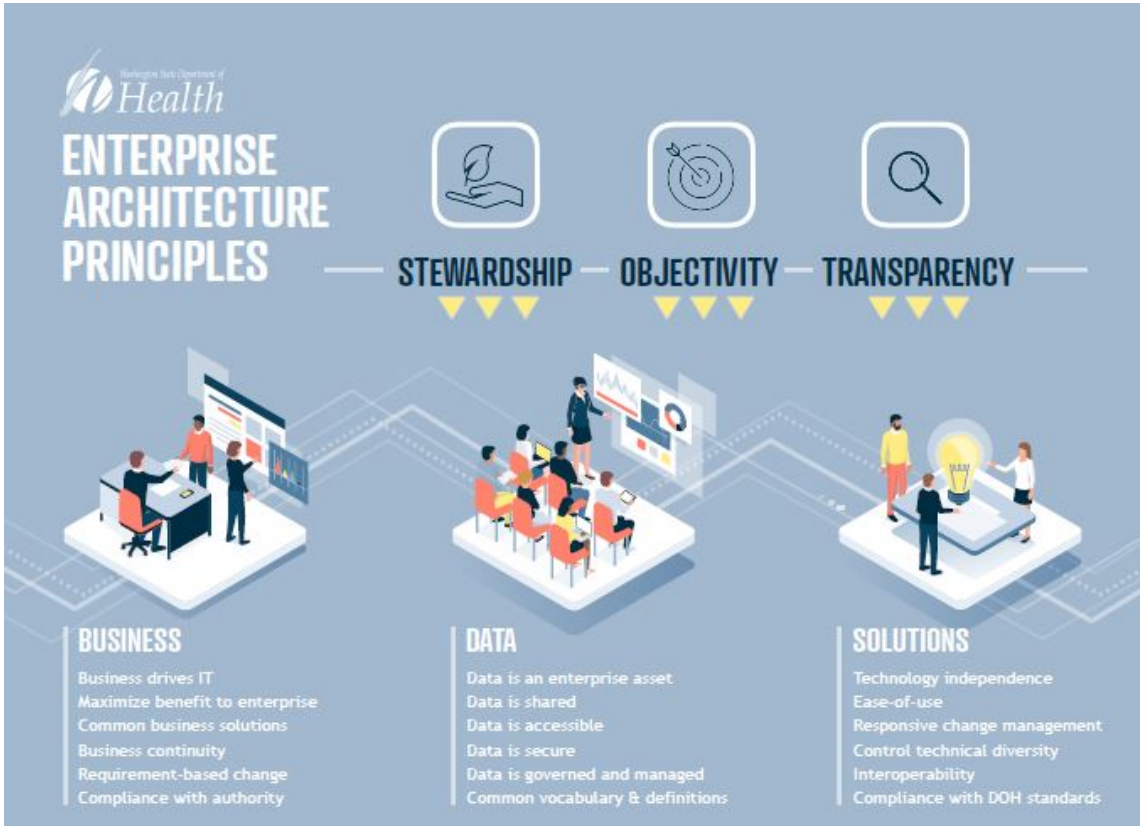 Washington State Department of
Health
ENTERPRISE
ARCHITECTURE
PRINCIPLES
STEWARDSHIP
OBJECTIVITY
TRANSPARENCY
BUSINESS
Business drives IT
Maximize benefit to enterprise
Common business solutions
Business continuity
Requirement-based change
Compliance with authority
DATA
Data is an enterprise asset
Data is shared
Data is accessible
Data is secure
Data is governed and managed
Common vocabulary & definitions
SOLUTIONS
Technology independence
Ease-of-use
Responsive change management
Control technical diversity
Interoperability
Compliance with DOH standards